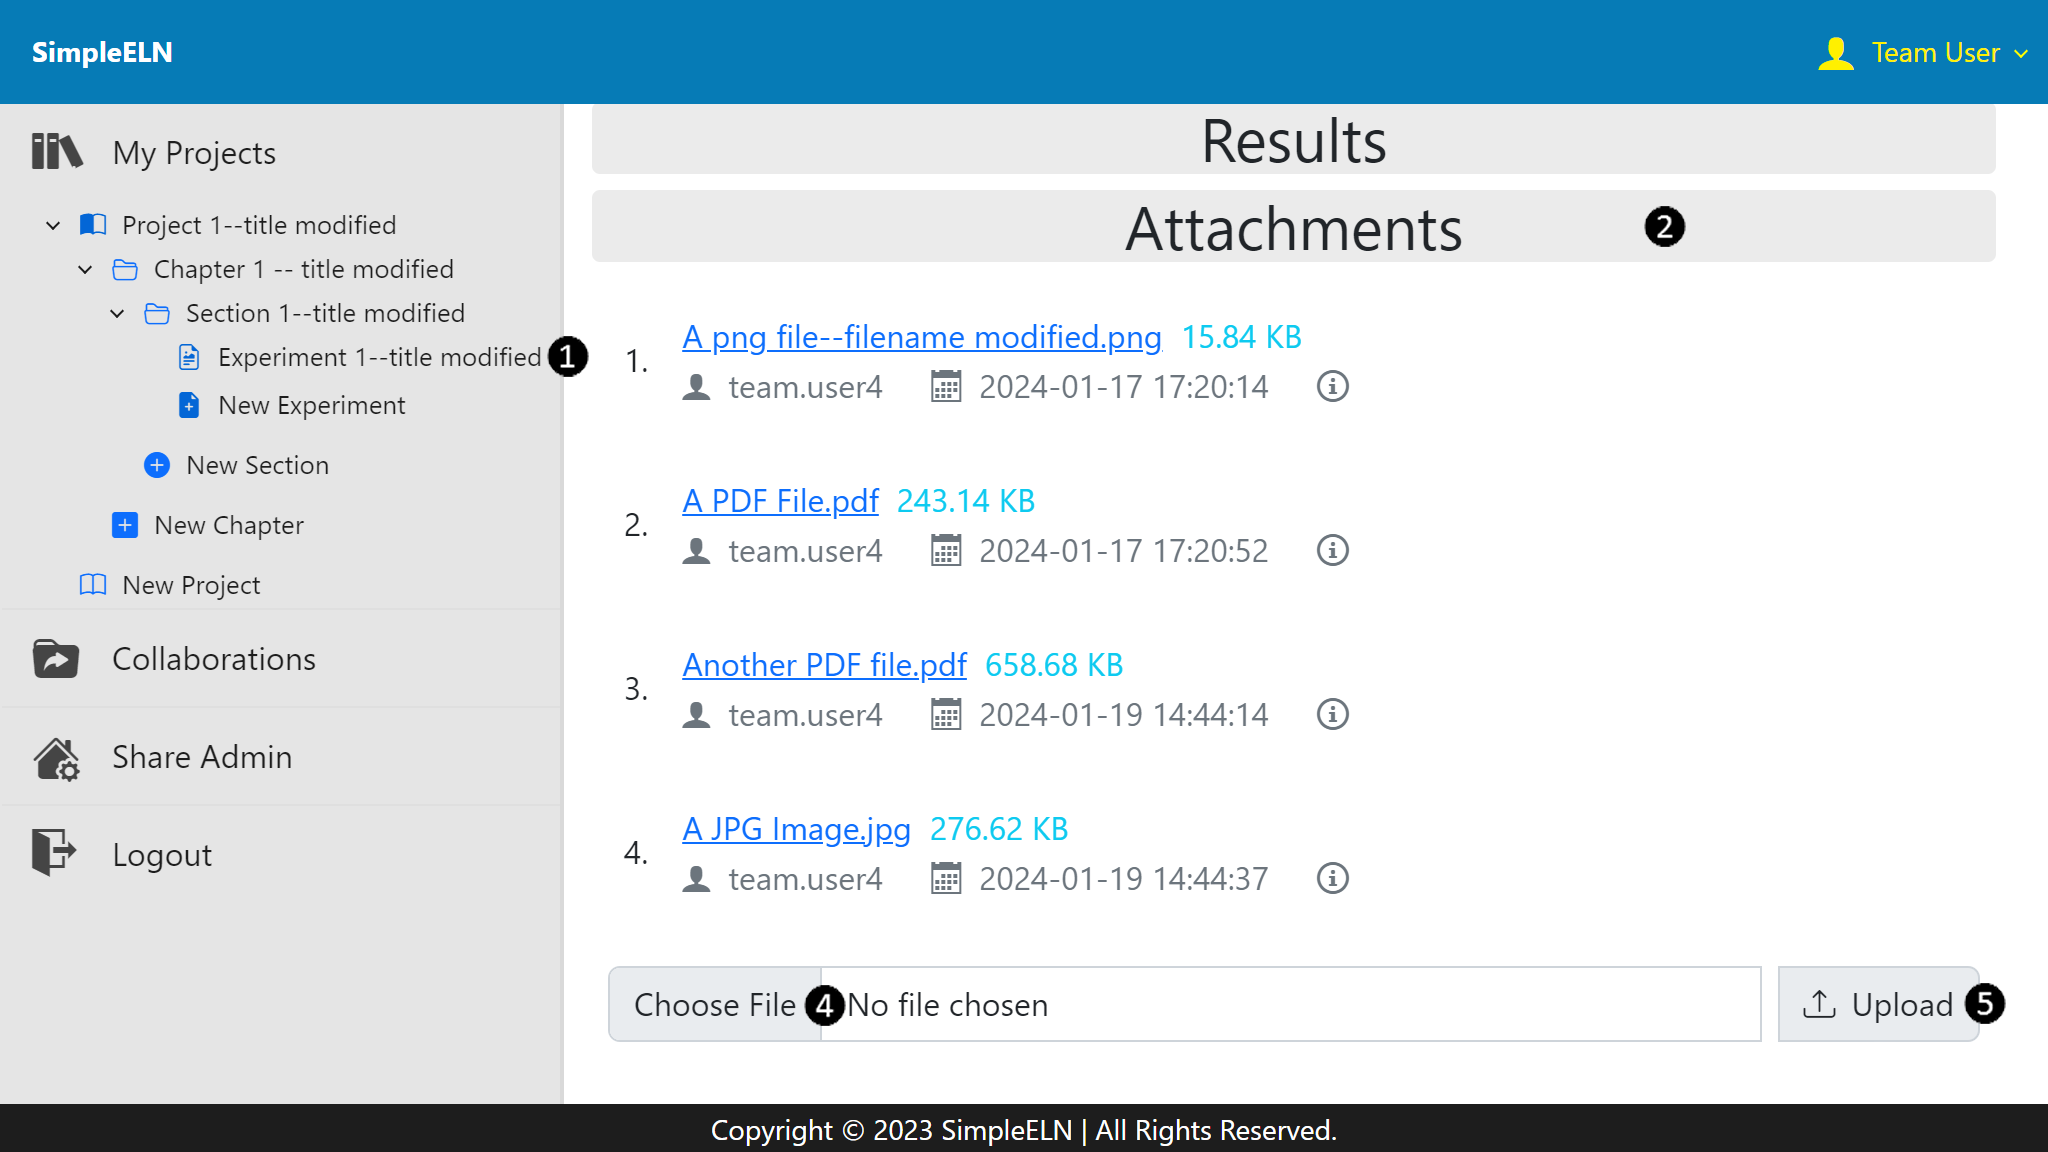 SimpleELN
Team User
My Projects
Project 1--title modified
Chapter 1 -- title modified
Section 1--title modified
Experiment 1--title modified 1
New Experiment
New Section
New Chapter
New Project
Collaborations
Share Admin
Logout
Results
Attachments 2
1. A png file--filename modified.png 15.84 KB
team.user4 2024-01-17 17:20:14
2. A PDF File.pdf 243.14 KB
team.user4 2024-01-17 17:20:52
3. Another PDF file.pdf 658.68 KB
team.user4 2024-01-19 14:44:14
4. A JPG Image.jpg 276.62 KB
team.user4 2024-01-19 14:44:37
Choose File 4 No file chosen Upload 5
Copyright © 2023 SimpleELN | All Rights Reserved.